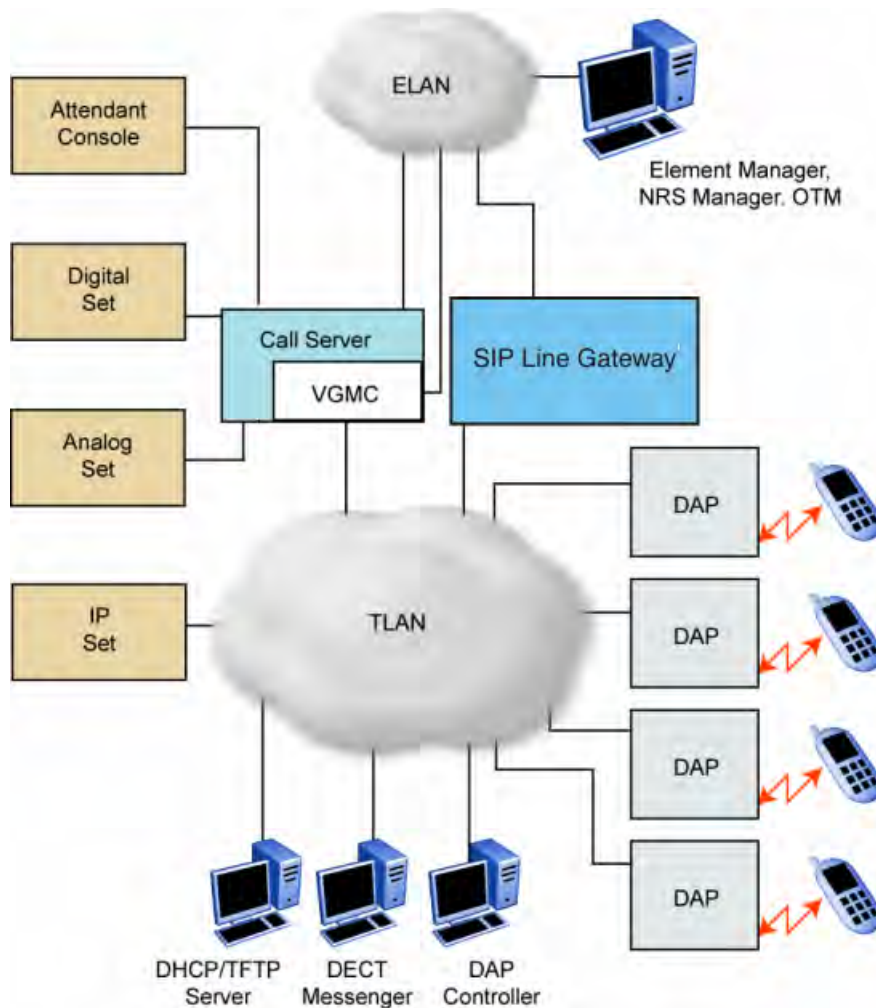 ELAN
Attendant
Console
Element Manager,
NRS Manager. OTM
Digital
Set
Call Server
VGMC
SIP Line Gateway
Analog
Set
DAP
IP
Set
TLAN
DAP
DAP
DAP
DHCP/TFTP
Server
DECT
Messenger
DAP
Controller